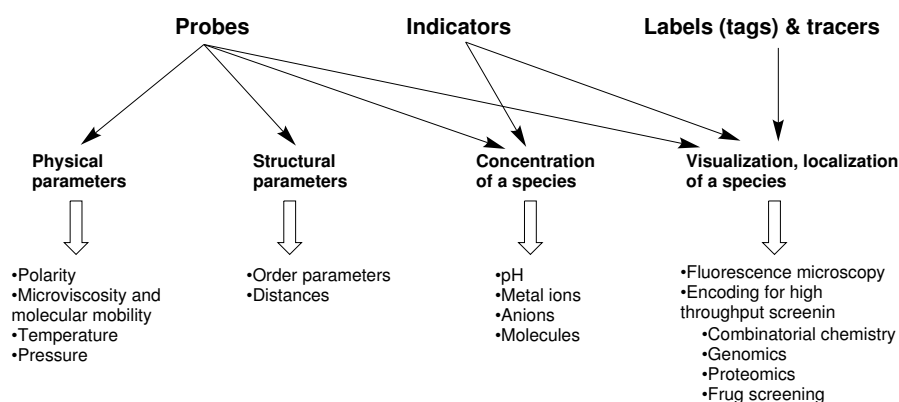 Probes
Indicators
Labels (tags) & tracers
Physical
parameters
Structural
parameters
Concentration
of a species
Visualization, localization
of a species
•Polarity
•Microviscosity and
molecular mobility
•Temperature
•Pressure
•Order parameters
•Distances
•pH
•Metal ions
•Anions
•Molecules
•Fluorescence microscopy
•Encoding for high
throughput screenin
•Combinatorial chemistry
•Genomics
•Proteomics
•Frug screening